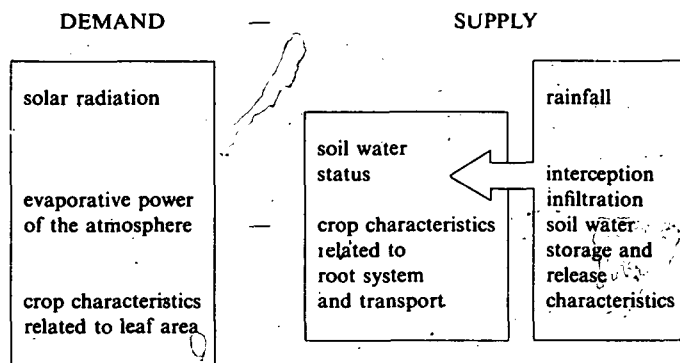 DEMAND — SUPPLY
solar radiation
evaporative power
of the atmosphere
—
crop characteristics
related to leaf area
soil water
status
crop characteristics
related to
root system
and transport
rainfall
interception
infiltration
soil water
storage and
release
characteristics